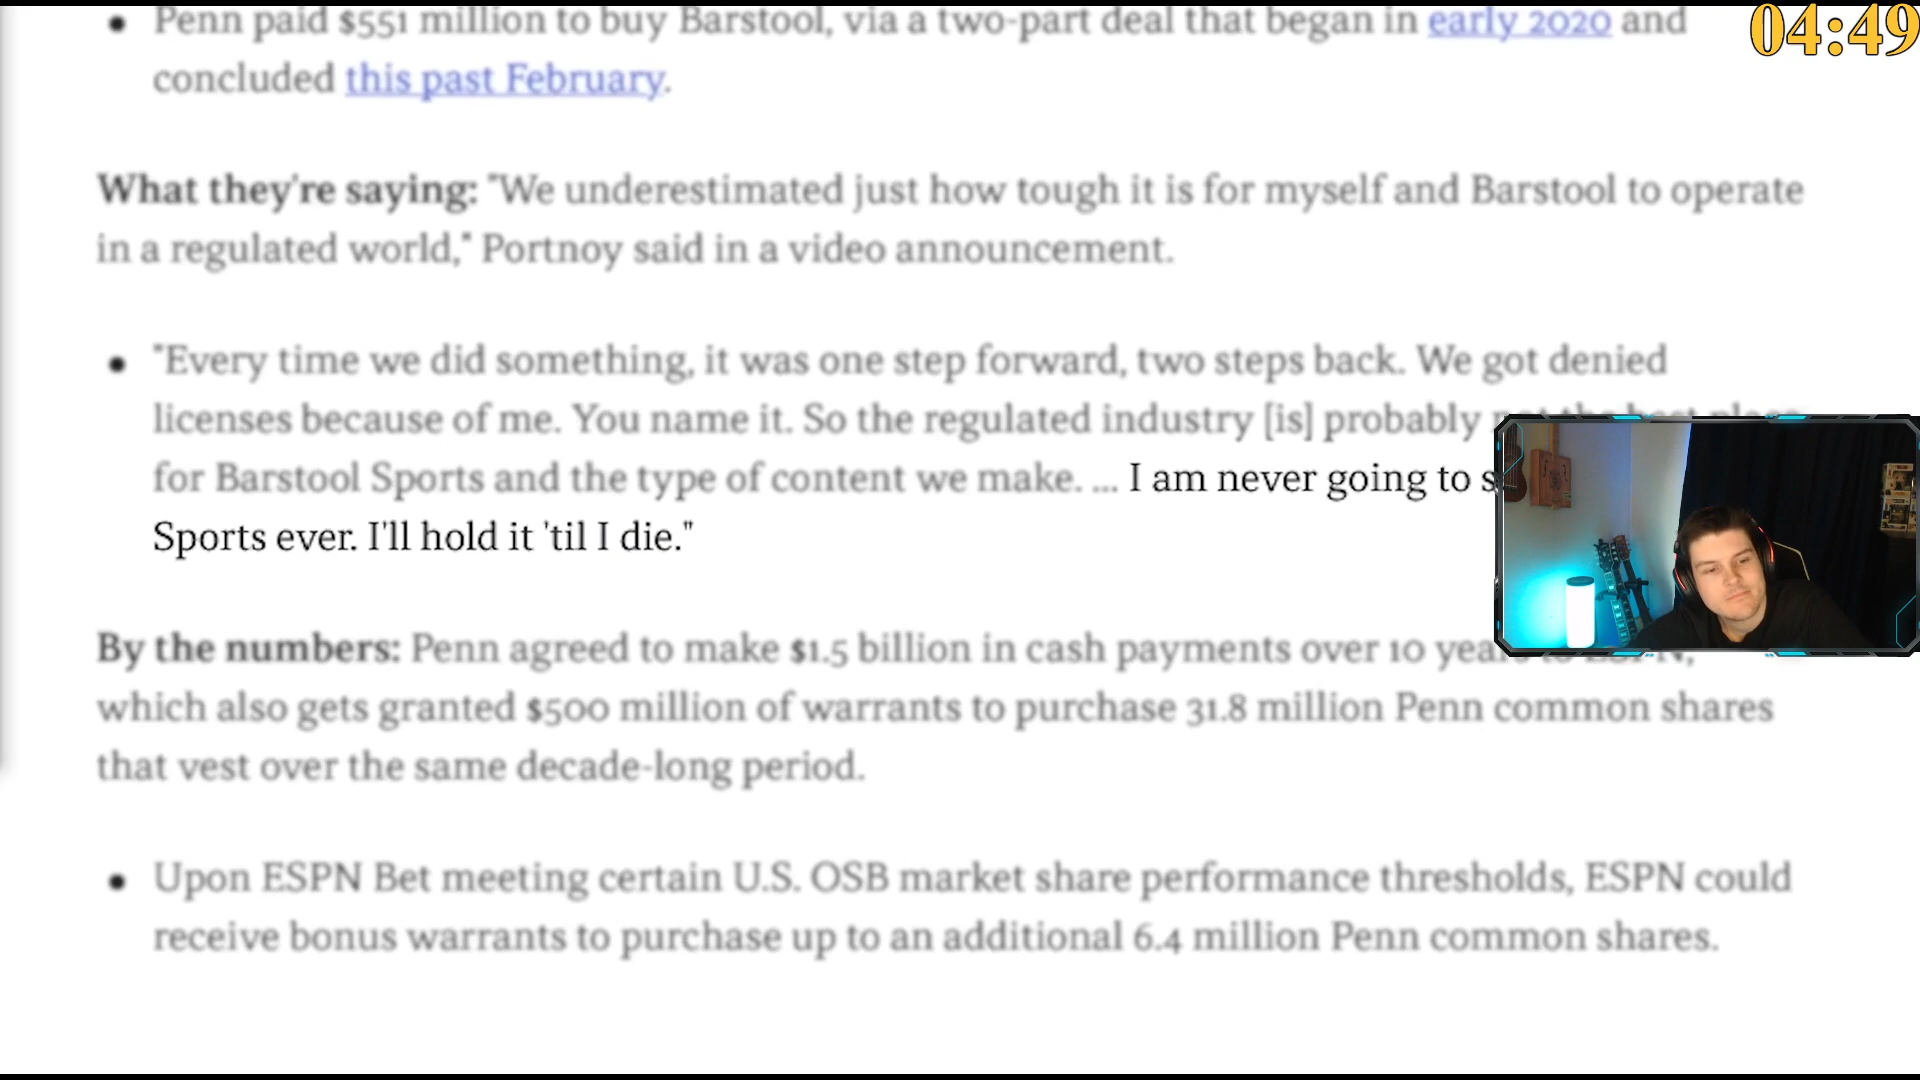 04:49
• Penn paid $551 million to buy Barstool, via a two-part deal that began in early 2020 and
concluded this past February.
What they're saying: "We underestimated just how tough it is for myself and Barstool to operate
in a regulated world," Portnoy said in a video announcement.
• "Every time we did something, it was one step forward, two steps back. We got denied
licenses because of me. You name it. So the regulated industry [is] probably
for Barstool Sports and the type of content we make. ... I am never going to
Sports ever. I'll hold it 'til I die."
By the numbers: Penn agreed to make $1.5 billion in cash payments over 10
which also gets granted $500 million of warrants to purchase 31.8 million Penn common shares
that vest over the same decade-long period.
• Upon ESPN Bet meeting certain U.S. OSB market share performance thresholds, ESPN could
receive bonus warrants to purchase up to an additional 6.4 million Penn common shares.